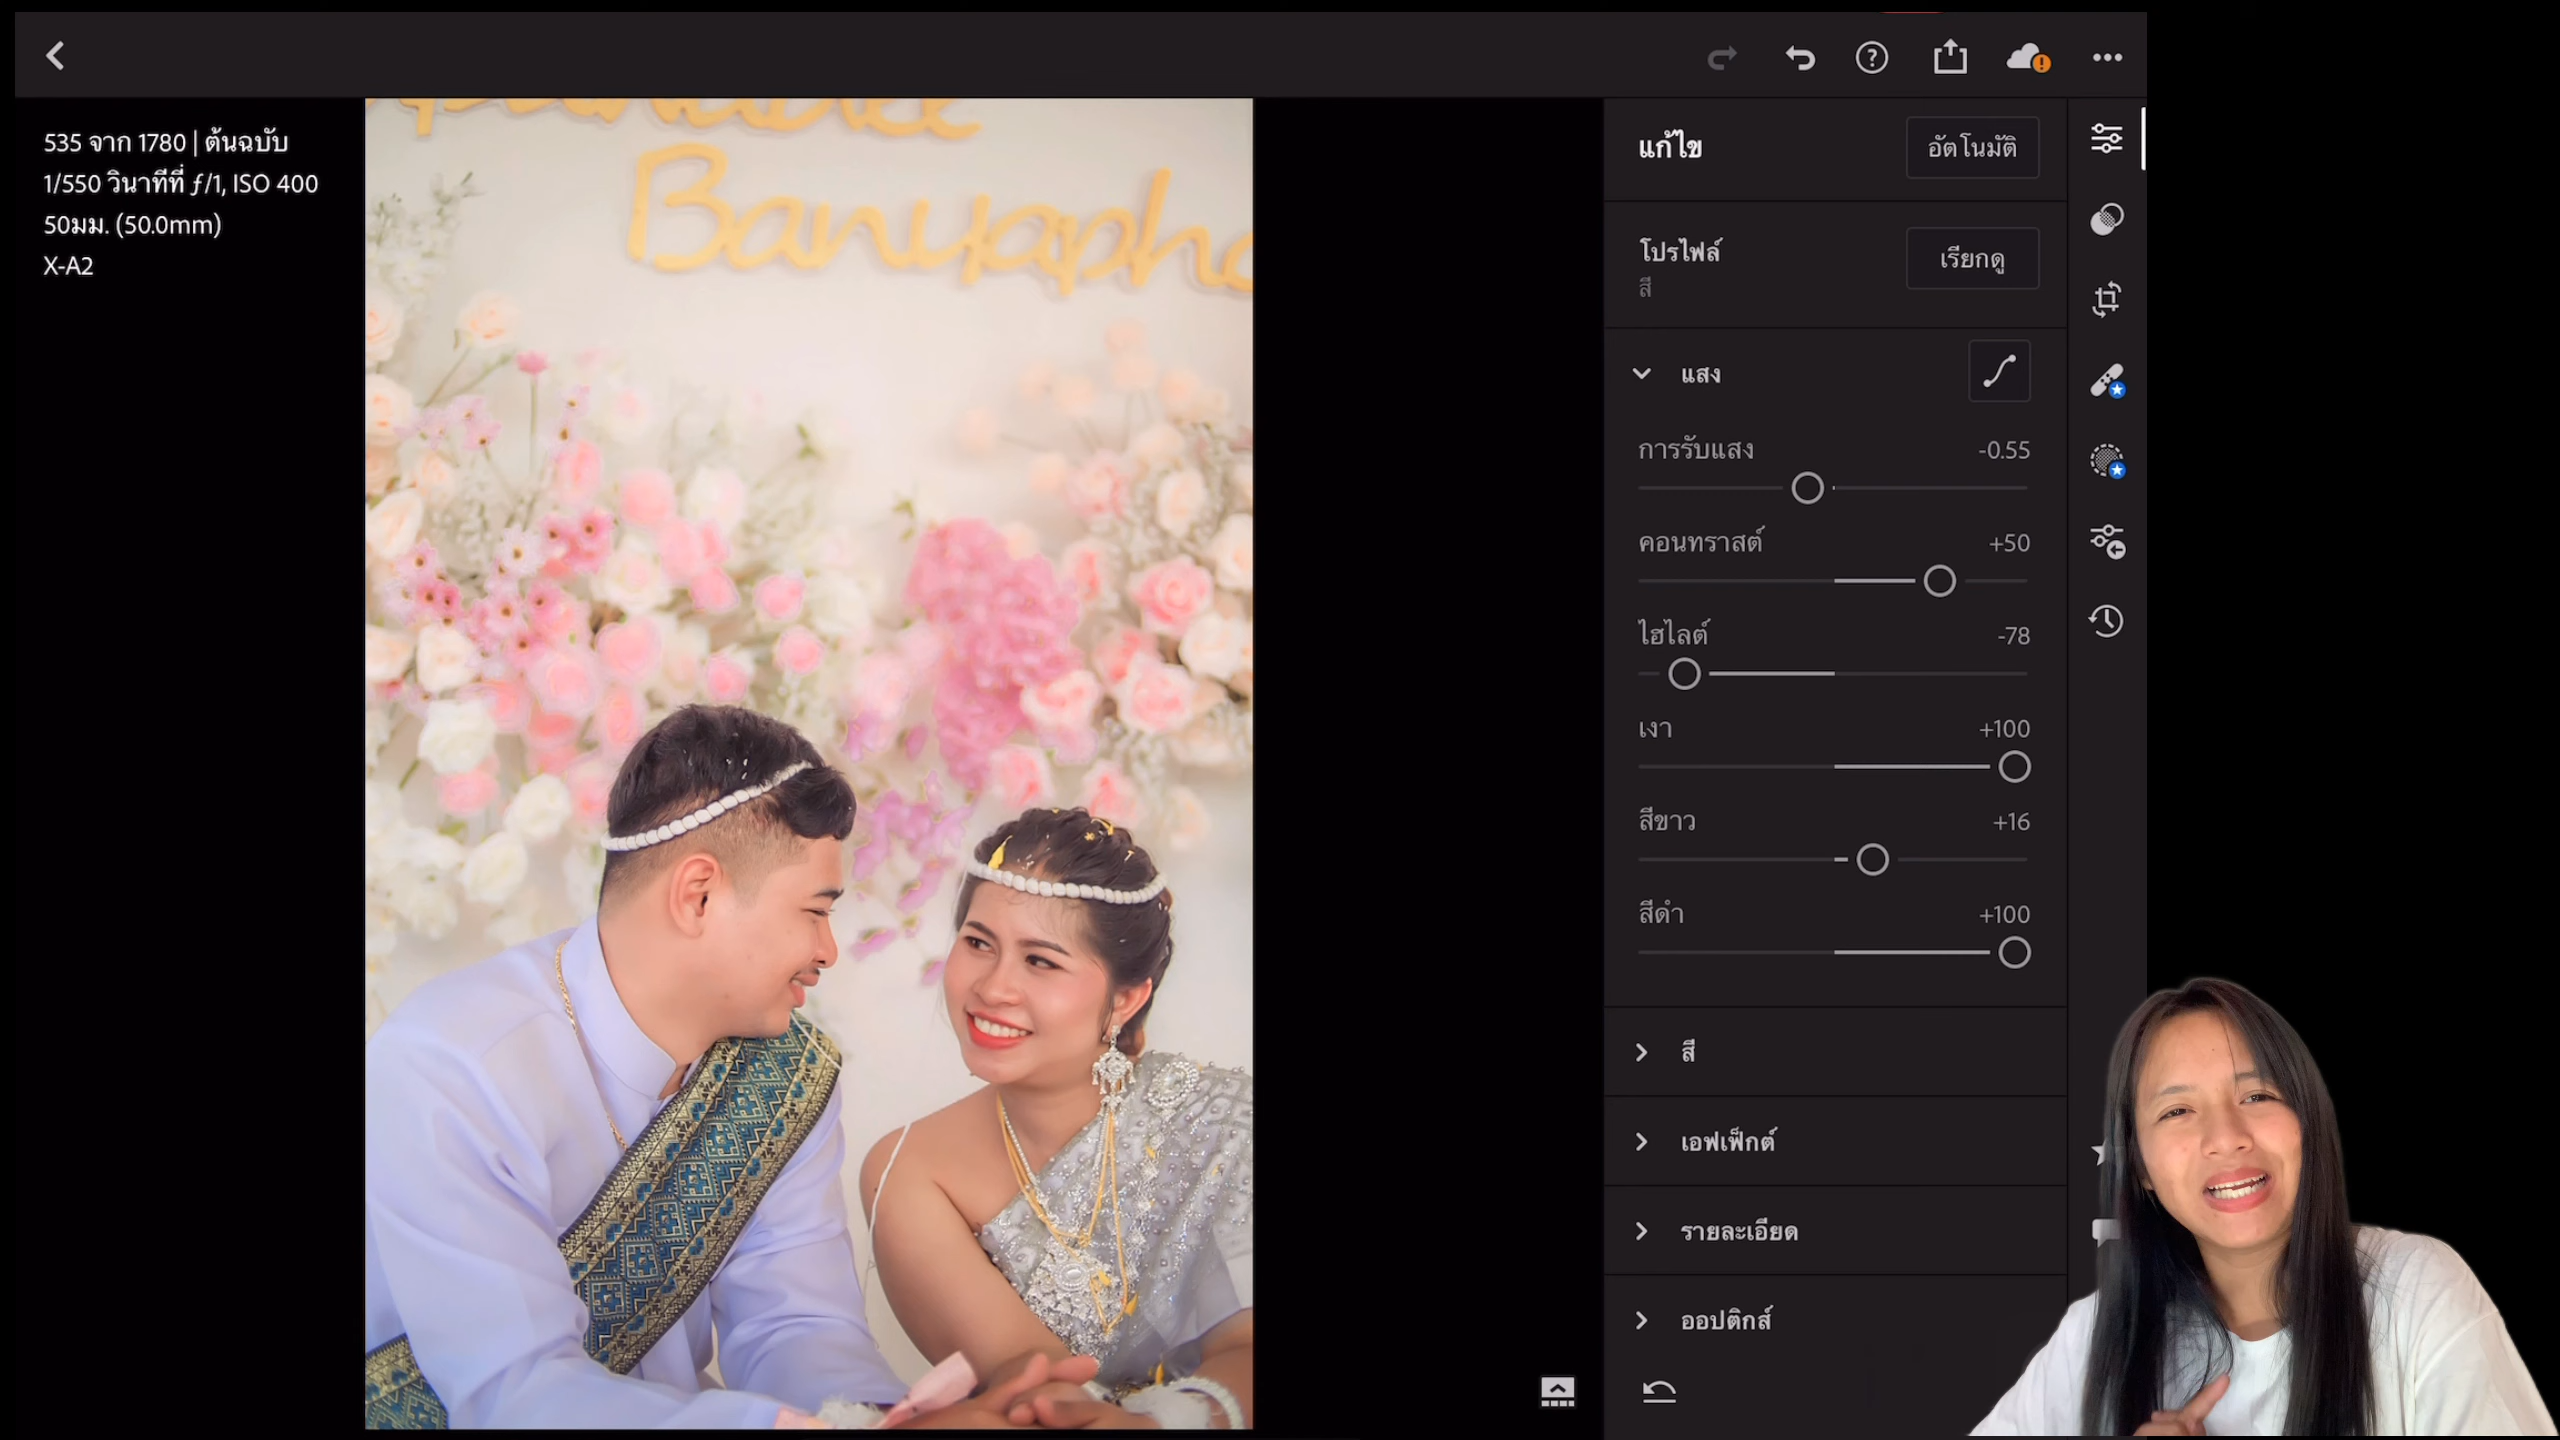 535 จาก 1780 | ต้นฉบับ
1/550 วินาทีที่ ƒ/1, ISO 400
50มม. (50.0mm)
X-A2
Banyapho
แก้ไข
อัตโนมัติ
โปรไฟล์
เรียกดู
สี
แสง
การรับแสง -0.55
คอนทราสต์ +50
ไฮไลต์ -78
เงา +100
สีขาว +16
สีดำ +100
สี
เอฟเฟ็กต์
รายละเอียด
ออปติกส์